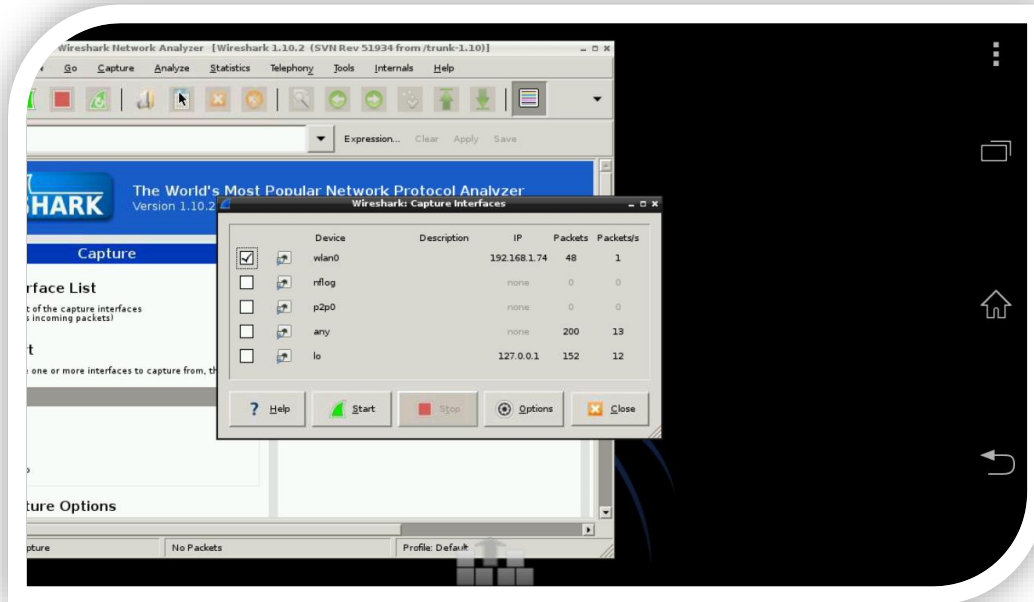 Wireshark Network Analyzer [Wireshark 1.10.2 (SVN Rev 51934 from /trunk-1.10)]
Go Capture Analyze Statistics Telephony Tools Internals Help
Expression... Clear Apply Save
SHARK
The World's Most Popular Network Protocol Analyzer
Version 1.10.2
Wireshark: Capture Interfaces
Device Description IP Packets Packets/s
wlan0 192.168.1.74 48 1
nflog none 0 0
p2p0 none 0 0
any none 200 13
lo 127.0.0.1 152 12
? Help Start Stop Options Close
Capture
rface List
t of the capture interfaces
s incoming packets)
t
one or more interfaces to capture from, th
ture Options
pture No Packets Profile: Default